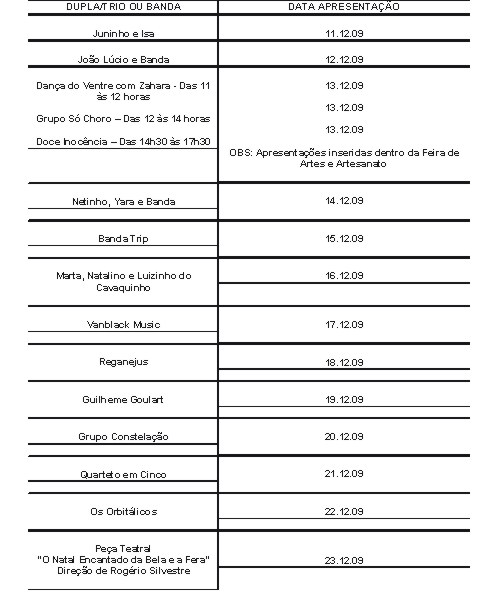 DUPLA/TRIO OU BANDA DATA APRESENTAÇÃO
Juninho e Isa 11.12.09
João Lúcio e Banda 12.12.09
Dança do Ventre com Zahara - Das 11 13.12.09
às 12 horas
13.12.09
Grupo Só Choro – Das 12 às 14 horas
13.12.09
Doce Inocência – Das 14h30 às 17h30
OBS: Apresentações inseridas dentro da Feira de
Artes e Artesanato
Netinho, Yara e Banda 14.12.09
Banda Trip 15.12.09
Marta, Natalino e Luizinho do 16.12.09
Cavaquinho
Vanblack Music 17.12.09
Reganejus 18.12.09
Guilheme Goulart 19.12.09
Grupo Constelação 20.12.09
Quarteto em Cinco 21.12.09
Os Orbitálicos 22.12.09
Peça Teatral
"O Natal Encantado da Bela e a Fera" 23.12.09
Direção de Rogério Silvestre